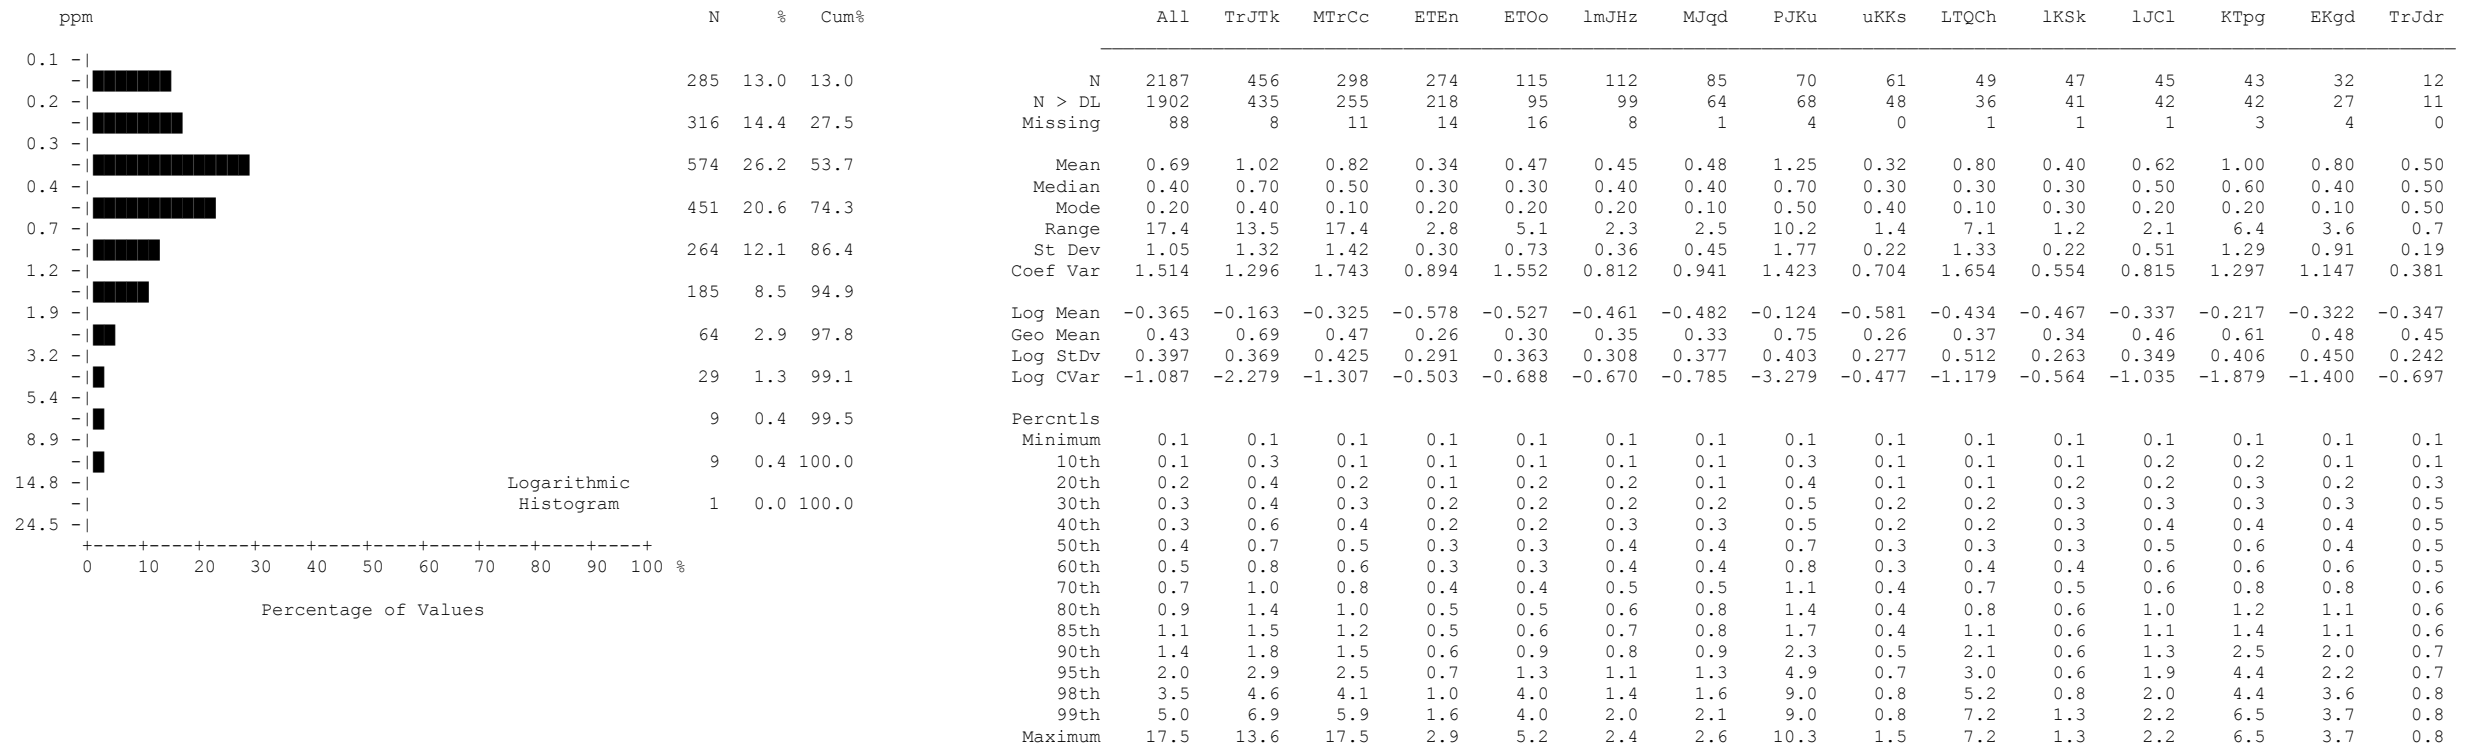 ppm N % Cum% All TrJTk MTrCc ETEn ETOo lmJHz MJqd PJKu uKKs LTQCh lKSk lJCl KTpg EKgd TrJdr
0.1 -|
-| 285 13.0 13.0 N 2187 456 298 274 115 112 85 70 61 49 47 45 43 32 12
0.2 -| N > DL 1902 435 255 218 95 99 64 68 48 36 41 42 42 27 11
-| 316 14.4 27.5 Missing 88 8 11 14 16 8 1 4 0 1 1 1 3 4 0
0.3 -|
-| 574 26.2 53.7 Mean 0.69 1.02 0.82 0.34 0.47 0.45 0.48 1.25 0.32 0.80 0.40 0.62 1.00 0.80 0.50
0.4 -| Median 0.40 0.70 0.50 0.30 0.30 0.40 0.40 0.70 0.30 0.30 0.30 0.50 0.60 0.40 0.50
-| 451 20.6 74.3 Mode 0.20 0.40 0.10 0.20 0.20 0.20 0.10 0.50 0.40 0.10 0.30 0.20 0.20 0.10 0.50
0.7 -| Range 17.4 13.5 17.4 2.8 5.1 2.3 2.5 10.2 1.4 7.1 1.2 2.1 6.4 3.6 0.7
-| 264 12.1 86.4 St Dev 1.05 1.32 1.42 0.30 0.73 0.36 0.45 1.77 0.22 1.33 0.22 0.51 1.29 0.91 0.19
1.2 -| Coef Var 1.514 1.296 1.743 0.894 1.552 0.812 0.941 1.423 0.704 1.654 0.554 0.815 1.297 1.147 0.381
-| 185 8.5 94.9
1.9 -| Log Mean -0.365 -0.163 -0.325 -0.578 -0.527 -0.461 -0.482 -0.124 -0.581 -0.434 -0.467 -0.337 -0.217 -0.322 -0.347
-| 64 2.9 97.8 Geo Mean 0.43 0.69 0.47 0.26 0.30 0.35 0.33 0.75 0.26 0.37 0.34 0.46 0.61 0.48 0.45
3.2 -| Log StDv 0.397 0.369 0.425 0.291 0.363 0.308 0.377 0.403 0.277 0.512 0.263 0.349 0.406 0.450 0.242
-| 29 1.3 99.1 Log CVar -1.087 -2.279 -1.307 -0.503 -0.688 -0.670 -0.785 -3.279 -0.477 -1.179 -0.564 -1.035 -1.879 -1.400 -0.697
5.4 -|
-| 9 0.4 99.5 Percntls
8.9 -| Minimum 0.1 0.1 0.1 0.1 0.1 0.1 0.1 0.1 0.1 0.1 0.1 0.1 0.1 0.1 0.1
-| 9 0.4 100.0 10th 0.1 0.3 0.1 0.1 0.1 0.1 0.1 0.3 0.1 0.1 0.1 0.2 0.2 0.1 0.1
14.8 -| Logarithmic 20th 0.2 0.4 0.2 0.1 0.2 0.2 0.1 0.4 0.1 0.1 0.2 0.2 0.3 0.2 0.3
-| Histogram 1 0.0 100.0 30th 0.3 0.4 0.3 0.2 0.2 0.2 0.2 0.5 0.2 0.2 0.3 0.3 0.3 0.3 0.5
24.5 -| 40th 0.3 0.6 0.4 0.2 0.2 0.3 0.3 0.5 0.2 0.2 0.3 0.4 0.4 0.4 0.5
50th 0.4 0.7 0.5 0.3 0.3 0.4 0.4 0.7 0.3 0.3 0.3 0.5 0.6 0.4 0.5
0 10 20 30 40 50 60 70 80 90 100 % 60th 0.5 0.8 0.6 0.3 0.3 0.4 0.4 0.8 0.3 0.4 0.4 0.6 0.6 0.6 0.5
70th 0.7 1.0 0.8 0.4 0.4 0.5 0.5 1.1 0.4 0.7 0.5 0.6 0.8 0.8 0.6
Percentage of Values 80th 0.9 1.4 1.0 0.5 0.5 0.6 0.8 1.4 0.4 0.8 0.6 1.0 1.2 1.1 0.6
85th 1.1 1.5 1.2 0.5 0.6 0.7 0.8 1.7 0.4 1.1 0.6 1.1 1.4 1.1 0.6
90th 1.4 1.8 1.5 0.6 0.9 0.8 0.9 2.3 0.5 2.1 0.6 1.3 2.5 2.0 0.7
95th 2.0 2.9 2.5 0.7 1.3 1.1 1.3 4.9 0.7 3.0 0.6 1.9 4.4 2.2 0.7
98th 3.5 4.6 4.1 1.0 4.0 1.4 1.6 9.0 0.8 5.2 0.8 2.0 4.4 3.6 0.8
99th 5.0 6.9 5.9 1.6 4.0 2.0 2.1 9.0 0.8 7.2 1.3 2.2 6.5 3.7 0.8
Maximum 17.5 13.6 17.5 2.9 5.2 2.4 2.6 10.3 1.5 7.2 1.3 2.2 6.5 3.7 0.8